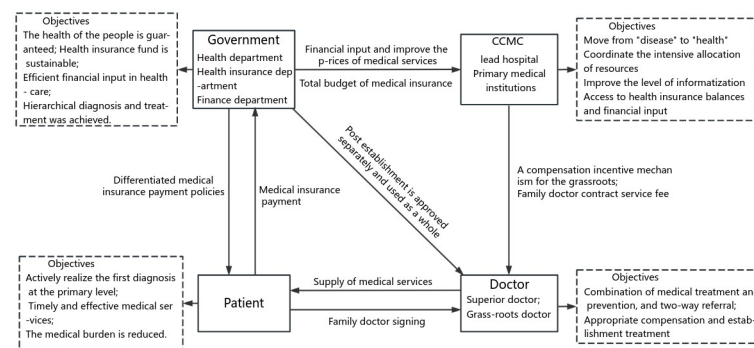 Objectives
The health of the people is guar-
anteed; Health insurance fund is
sustainable;
Efficient financial input in health
- care;
Hierarchical diagnosis and treat-
ment was achieved.
Government
Health department
Health insurance dep
-artment
Finance department
Financial input and improve the
p-rices of medical services
Total budget of medical insurance
CCMC
lead hospital
Primary medical
institutions
Objectives
Move from "disease" to "health"
Coordinate the intensive allocation
of resources
Improve the level of informatization
Access to health insurance balances
and financial input
Differentiated medical
insurance payment policies
Medical insurance
payment
Post establishment is approved
separately and used as a whole
A compensation incentive mechan
ism for the grassroots;
Family doctor contract service fee
Objectives
Actively realize the first diagnosis
at the primary level;
Timely and effective medical ser
-vices;
The medical burden is reduced.
Patient
Supply of medical services
Family doctor signing
Doctor
Superior doctor;
Grass-roots doctor
Objectives
Combination of medical treatment an
prevention, and two-way referral;
Appropriate compensation and estab-
lishment treatment